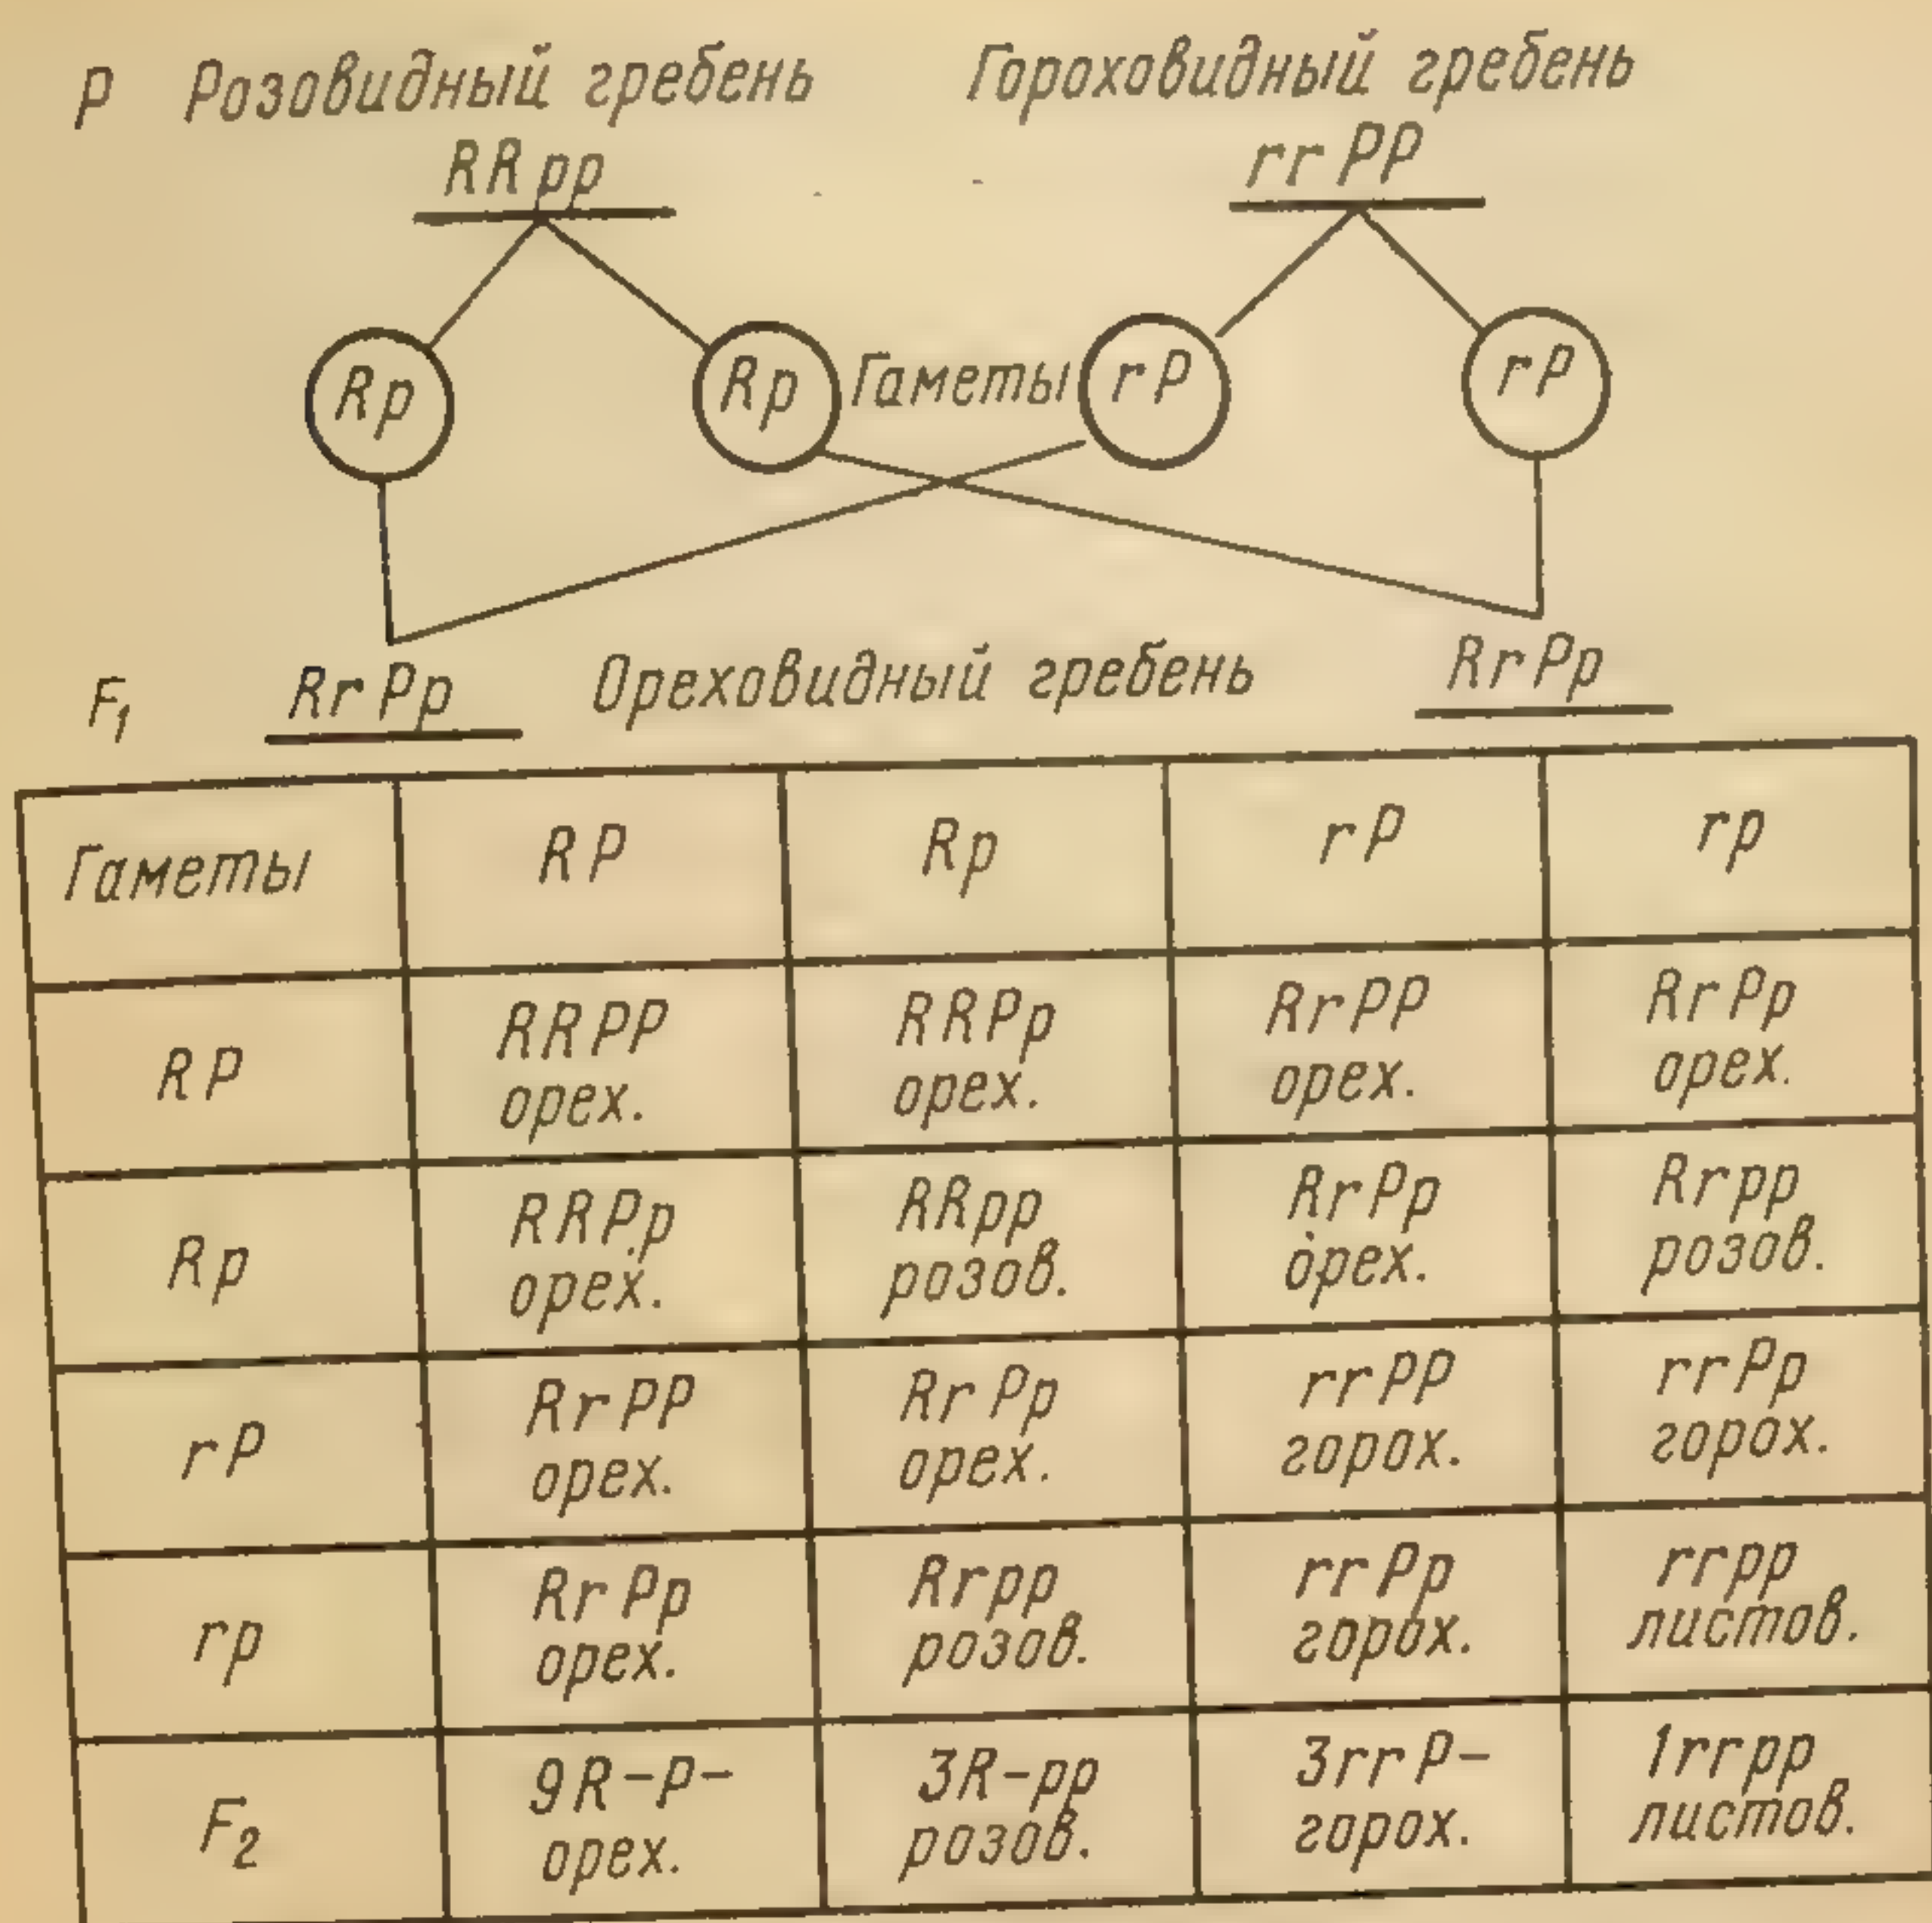 P Розовидный гребень Гороховидный гребень
RRpp rrPP
Rp Rp Гаметы rP rP
F1 RrPp Ореховидный гребень RrPp
Гаметы RP Rp rP rp
RP RRPP RRPp RrPP RrPp
орех. орех. орех. орех.
Rp RRPp RRpp RrPp Rrpp
орех. розов. орех. розов.
rP RrPP RrPp rrPP rrPp
орех. орех. горох. горох.
rp RrPp Rrpp rrPp rrpp
орех. розов. горох. листов.
F2 9R-P- 3R-pp 3rrP- 1rrpp
орех. розов. горох. листов.